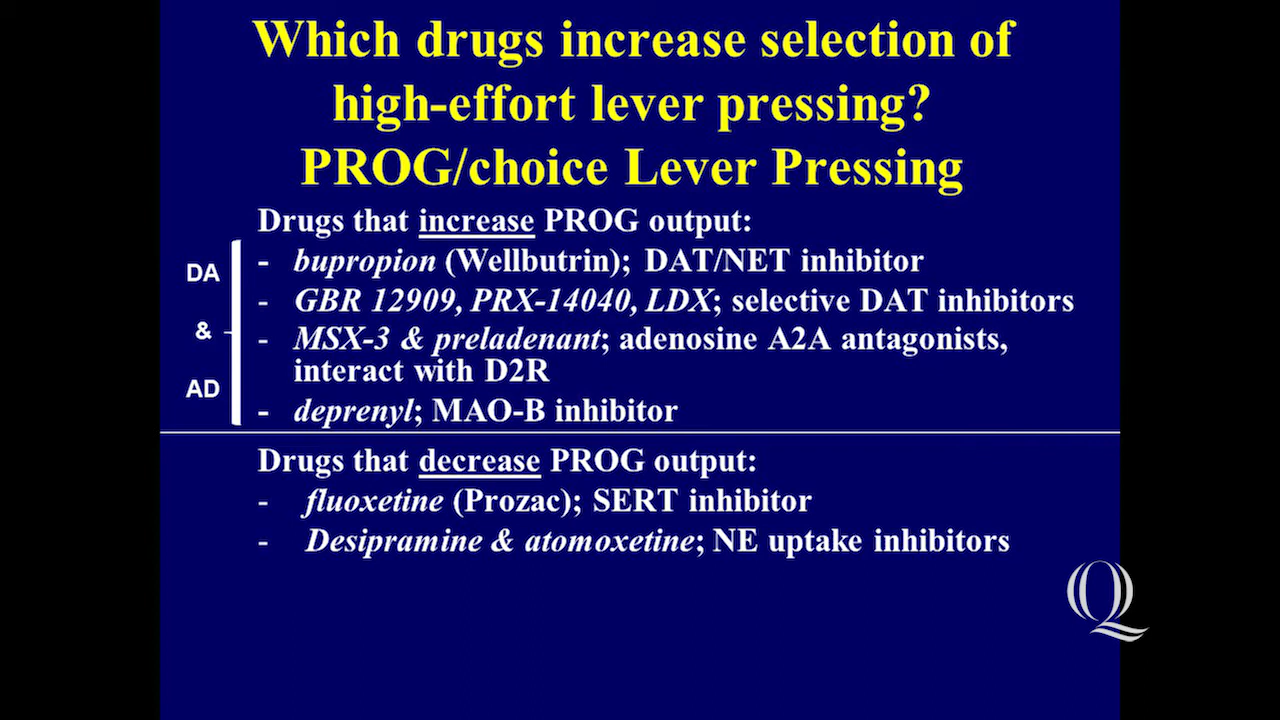 Which drugs increase selection of
high-effort lever pressing?
PROG/choice Lever Pressing
Drugs that increase PROG output:
- bupropion (Wellbutrin); DAT/NET inhibitor
- GBR 12909, PRX-14040, LDX; selective DAT inhibitors
- MSX-3 & preladenant; adenosine A2A antagonists,
interact with D2R
- deprenyl; MAO-B inhibitor
DA
&
AD
Drugs that decrease PROG output:
- fluoxetine (Prozac); SERT inhibitor
- Desipramine & atomoxetine; NE uptake inhibitors
Q